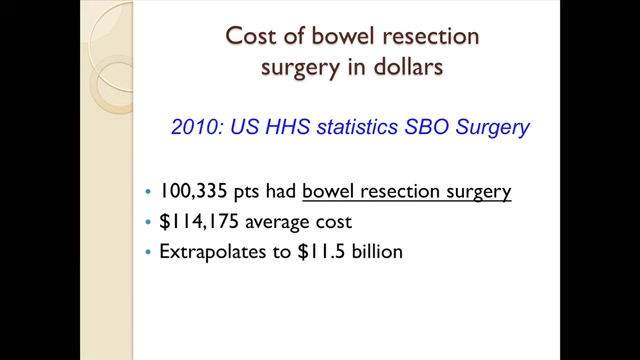 Cost of bowel resection
surgery in dollars
2010: US HHS statistics SBO Surgery
• 100,335 pts had bowel resection surgery
• $114,175 average cost
• Extrapolates to $11.5 billion